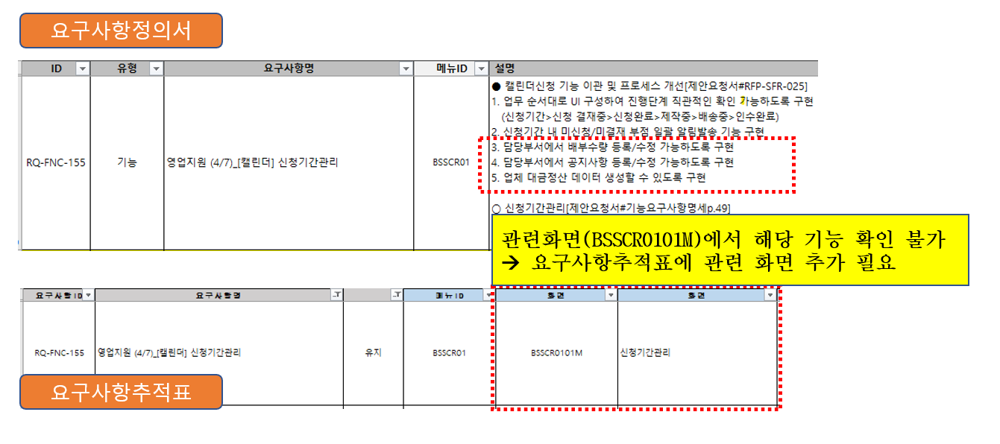 요구사항정의서
ID 유형 요구사항명 메뉴ID 설명
● 캘린더신청 기능 이관 및 프로세스 개선[제안요청서#RFP-SFR-025]
1. 업무 순서대로 UI 구성하여 진행단계 직관적인 확인 가능하도록 구현
(신청기간>신청 결재중>신청완료>제작중>배송중>인수완료)
2. 신청기간 내 미신청/미결재 부점 일괄 알림발송 기능 구현
3. 담당부서에서 배부수량 등록/수정 가능하도록 구현
RQ-FNC-155 기능 영업지원 (4/7)_[캘린더] 신청기간관리 BSSCR01 4. 담당부서에서 공지사항 등록/수정 가능하도록 구현
5. 업체 대금정산 데이터 생성할 수 있도록 구현
○ 신청기간관리[제안요청서#기능요구사항명세p.49]
관련화면(BSSCR0101M)에서 해당 기능 확인 불가
→ 요구사항추적표에 관련 화면 추가 필요
요구사항ID 요구사항명 메뉴ID 화면 화면
RQ-FNC-155 영업지원 (4/7)_[캘린더] 신청기간관리 유지 BSSCR01 BSSCR0101M 신청기간관리
요구사항추적표